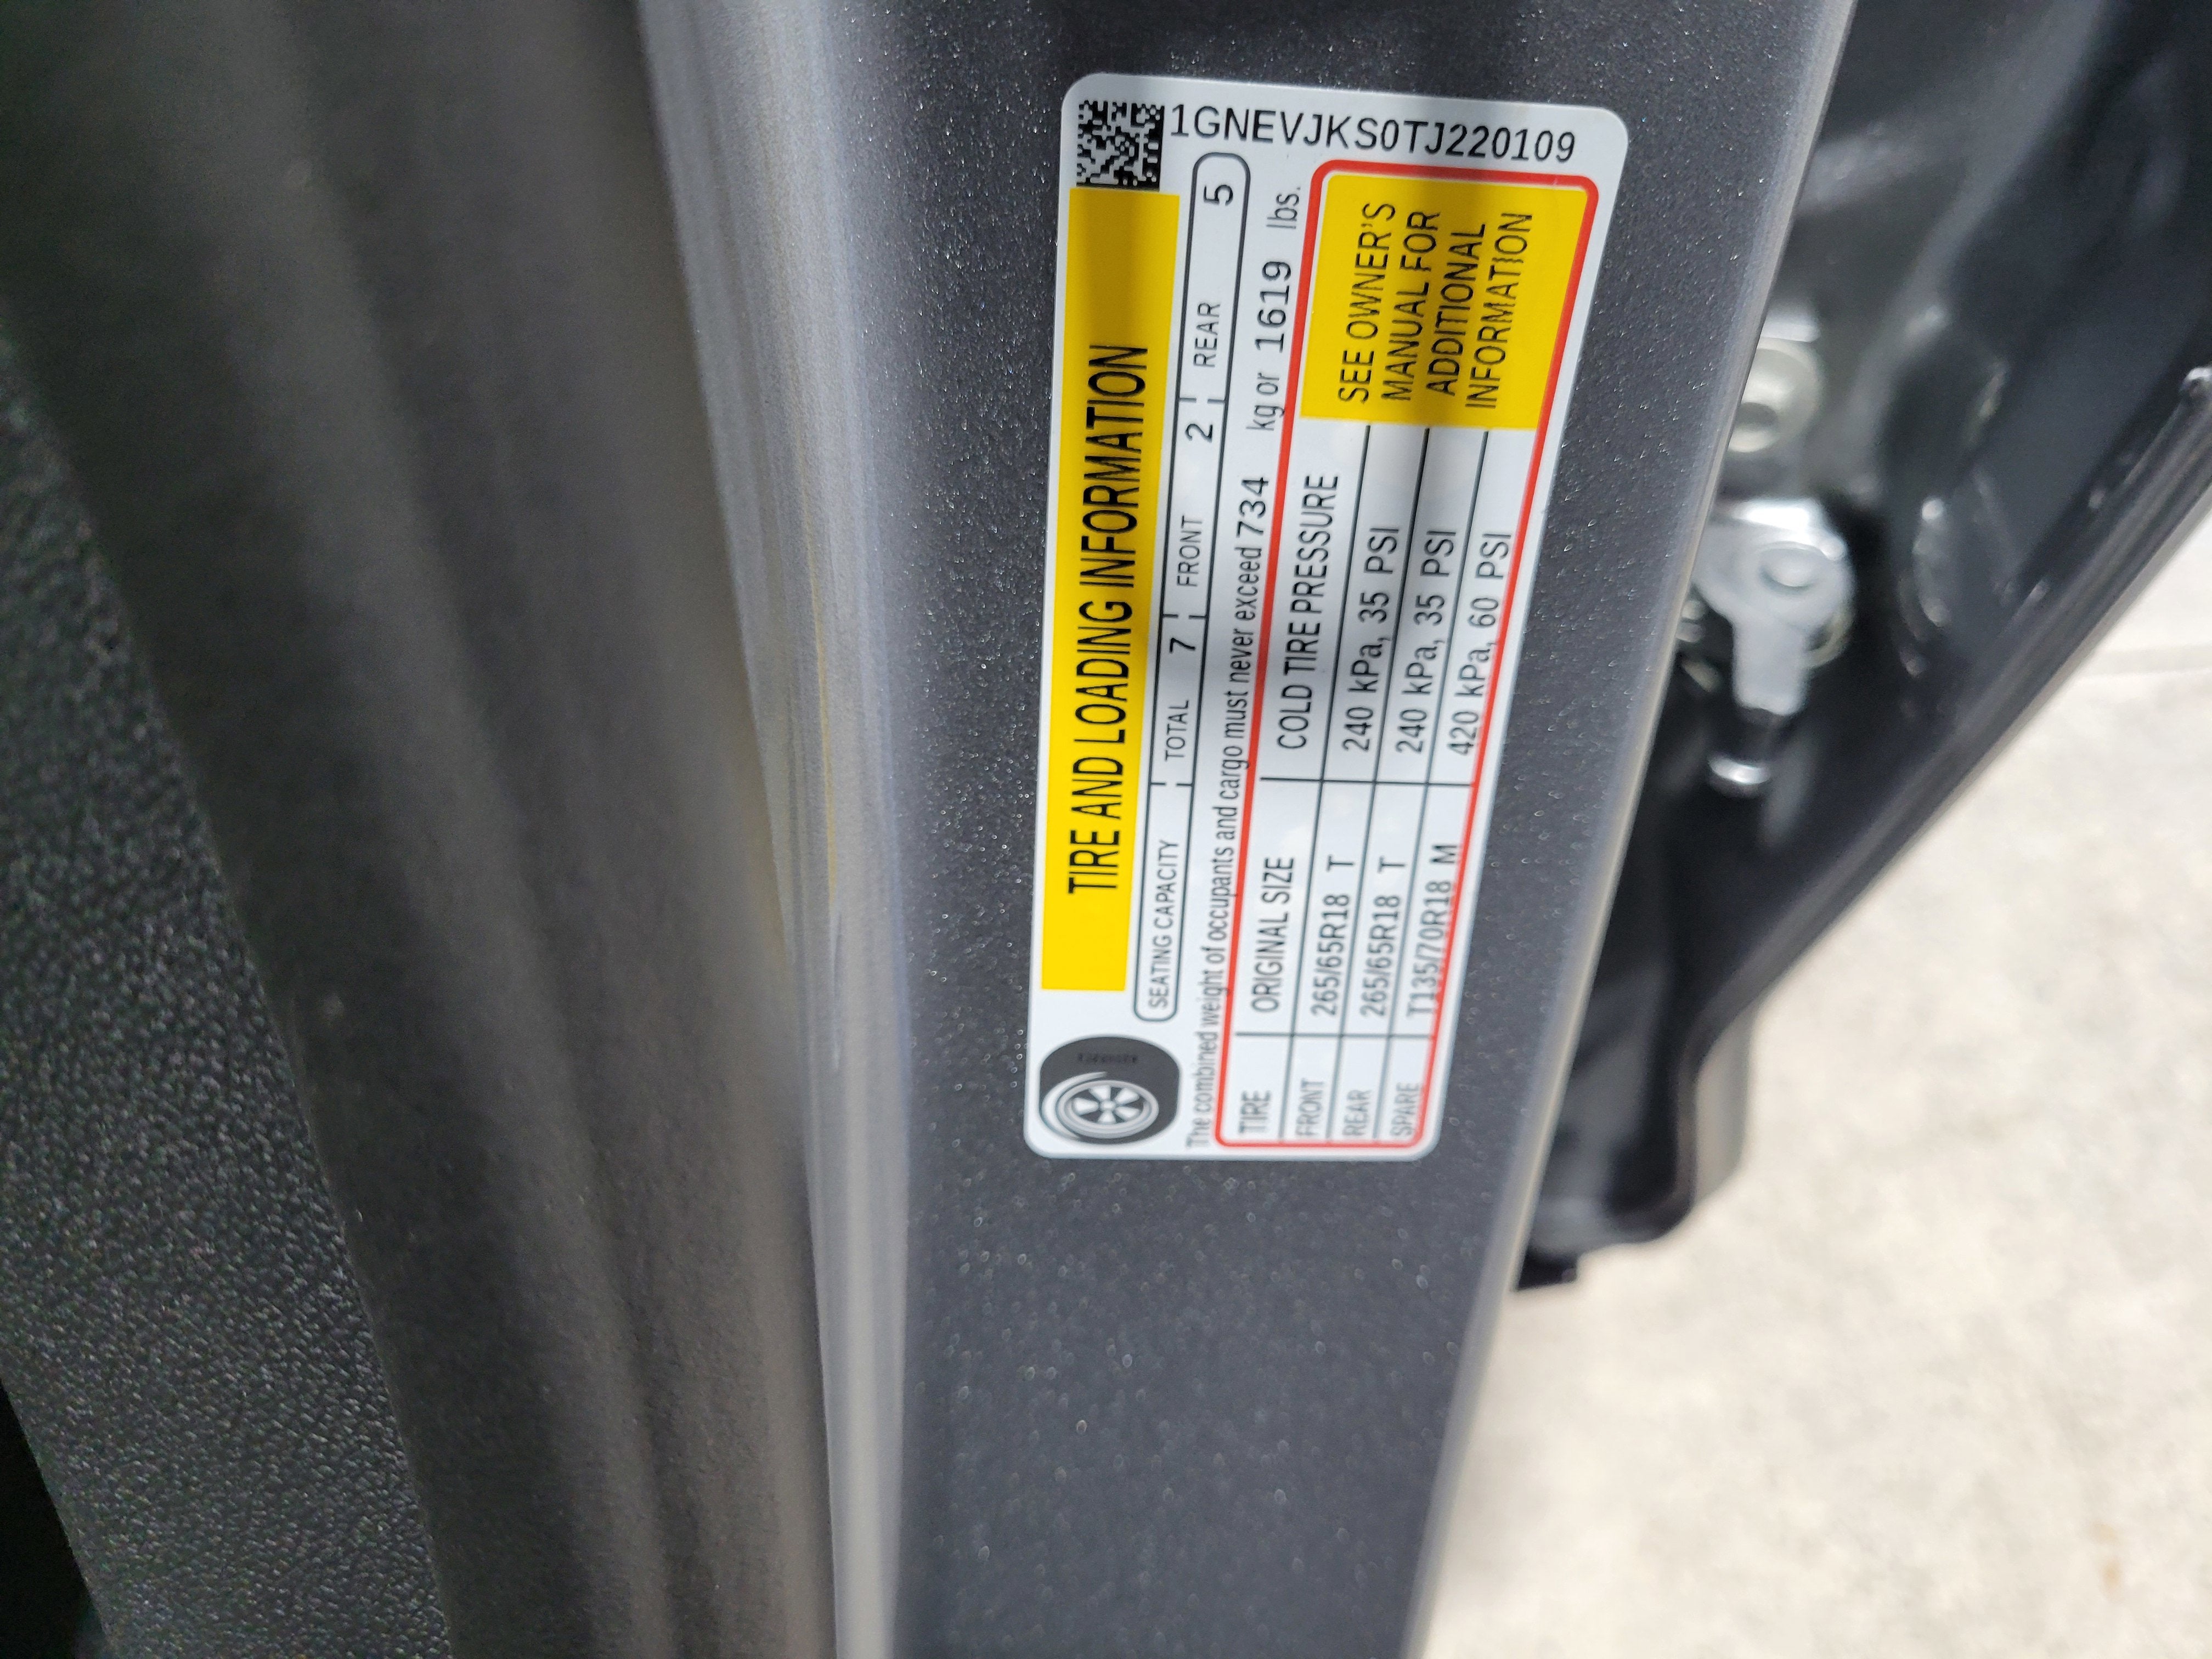 1GNEVJKS0TJ220109
TIRE AND LOADING INFORMATION
SEATING CAPACITY TOTAL 7 FRONT 2 REAR 5
The combined weight of occupants and cargo must never exceed 734 kg or 1619 lbs.
TIRE ORIGINAL SIZE COLD TIRE PRESSURE
FRONT 265/65R18 T 240 kPa, 35 PSI
REAR 265/65R18 T 240 kPa, 35 PSI
SPARE T135/70R18 M 420 kPa, 60 PSI
SEE OWNER'S
MANUAL FOR
ADDITIONAL
INFORMATION